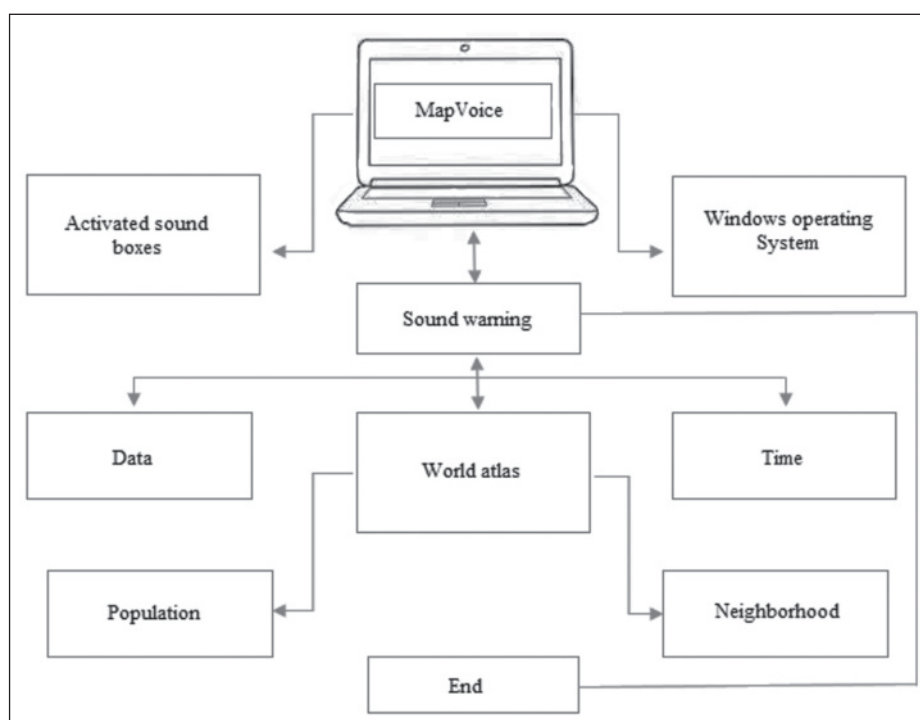 MapVoice
Activated sound
boxes
Windows operating
System
Sound warning
Data
World atlas
Time
Population
Neighborhood
End